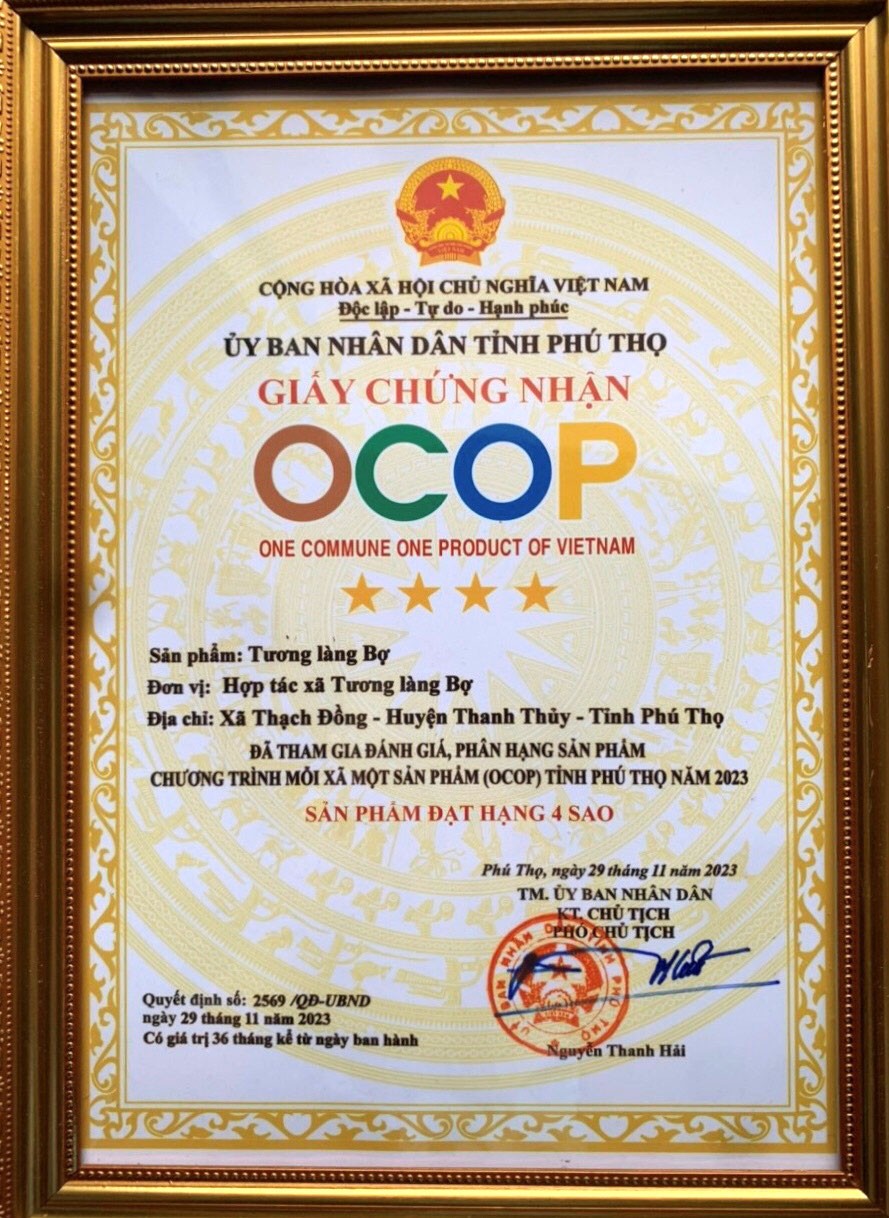 CỘNG HÒA XÃ HỘI CHỦ NGHĨA VIỆT NAM
Độc lập - Tự do - Hạnh phúc
ỦY BAN NHÂN DÂN TỈNH PHÚ THỌ
GIẤY CHỨNG NHẬN
OCOP
ONE COMMUNE ONE PRODUCT OF VIETNAM
Sản phẩm: Tương làng Bợ
Đơn vị: Hợp tác xã Tương làng Bợ
Địa chỉ: Xã Thạch Đồng - Huyện Thanh Thủy - Tỉnh Phú Thọ
ĐÃ THAM GIA ĐÁNH GIÁ, PHÂN HẠNG SẢN PHẨM
CHƯƠNG TRÌNH MỖI XÃ MỘT SẢN PHẨM (OCOP) TỈNH PHÚ THỌ NĂM 2023
SẢN PHẨM ĐẠT HẠNG 4 SAO
Phú Thọ, ngày 29 tháng 11 năm 2023
TM. ỦY BAN NHÂN DÂN
KT. CHỦ TỊCH
PHÓ CHỦ TỊCH
Quyết định số: 2569 /QĐ-UBND
ngày 29 tháng 11 năm 2023
Có giá trị 36 tháng kể từ ngày ban hành
Nguyễn Thanh Hải